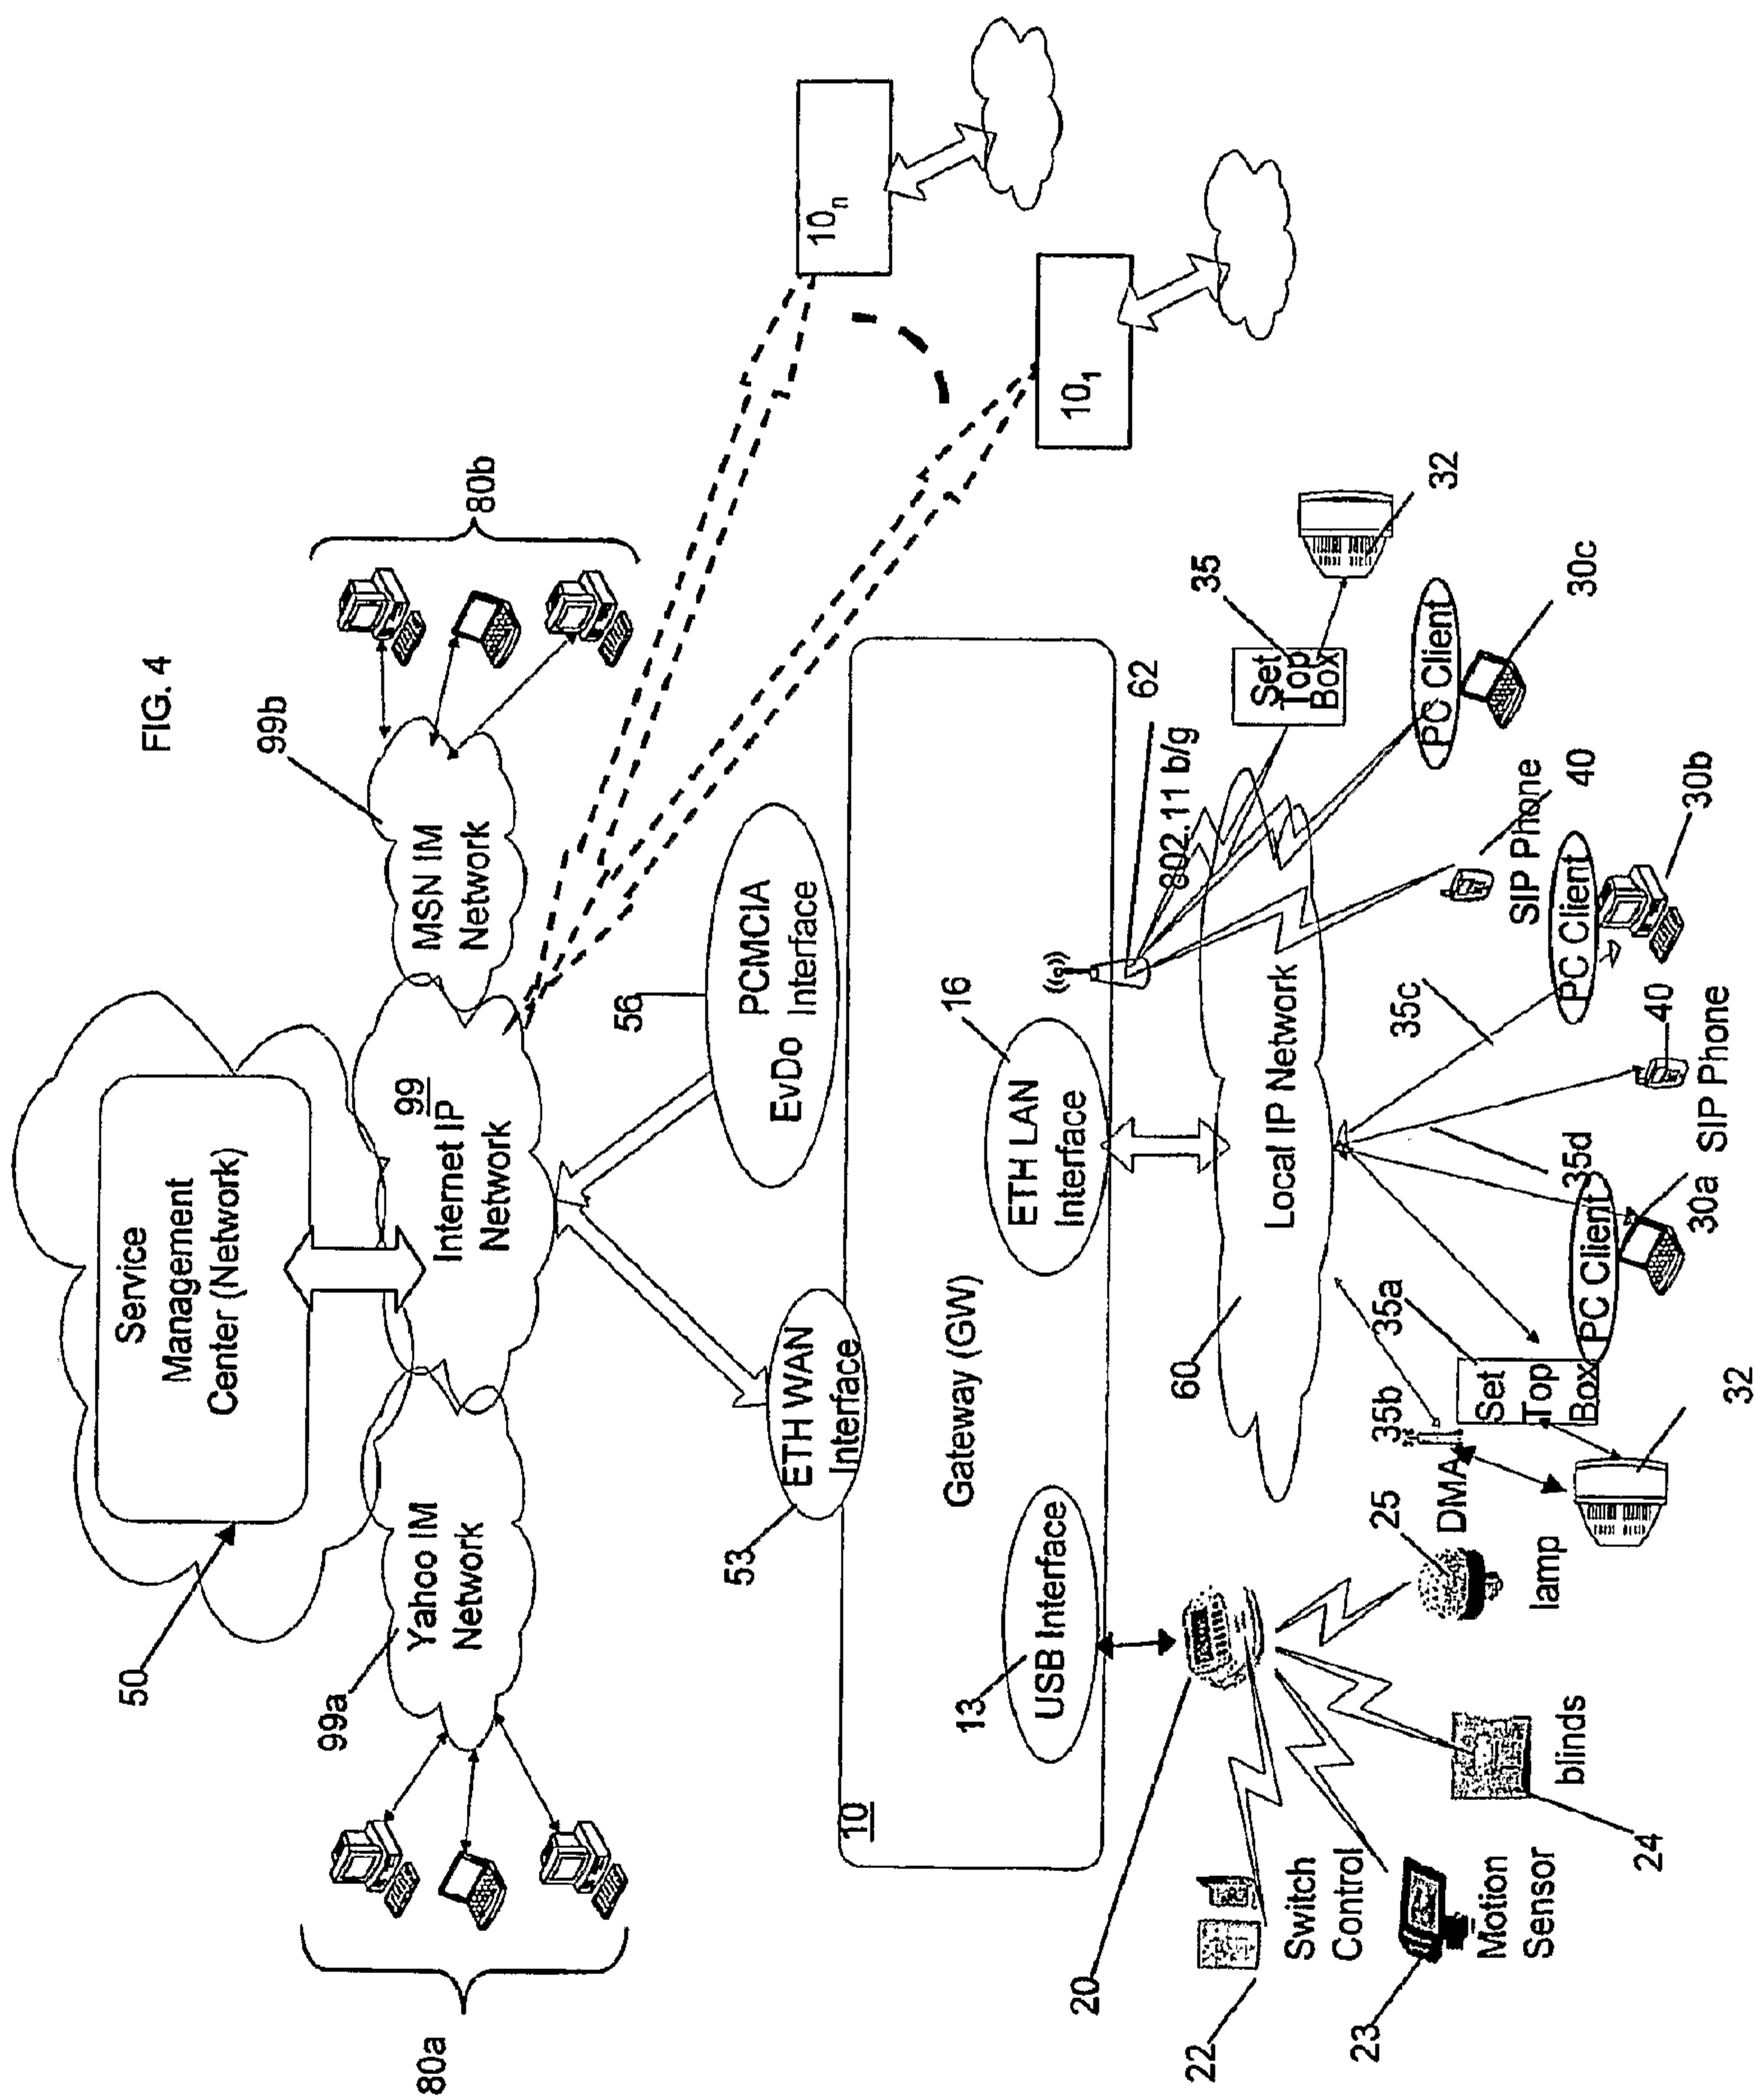 FIG. 4
50
Service
Management
Center (Network)
80a
99a
Yahoo IM
Network
99
Internet IP
Network
MSN IM
Network
99b
80b
53
ETH WAN
Interface
56
PCMCIA
EvDo Interface
10
Gateway (GW)
13
USB Interface
16
ETH LAN
Interface
62
802.11 b/g
10n
101
60
Local IP Network
20
22
Switch
Control
23
Motion
Sensor
24
blinds
25
lamp
DMA
35b
35a
Set
Top
Box
32
PC Client
30a
35d
SIP Phone
40
35c
PC Client
30b
SIP Phone
40
PC Client
30c
35
Set
Top
Box
32